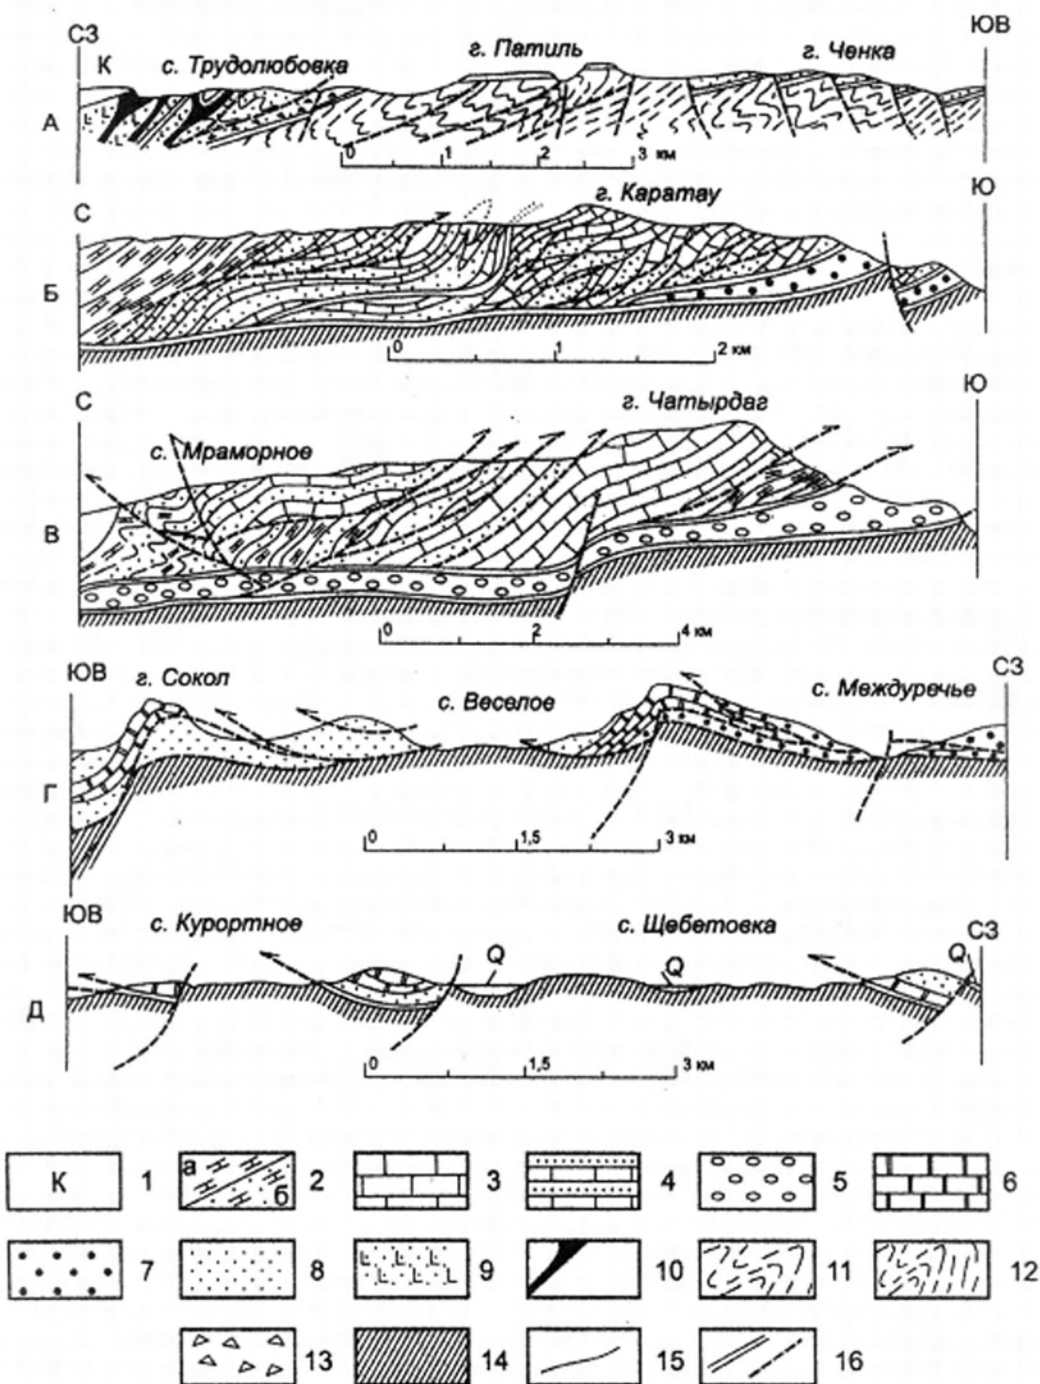 СЗ ЮВ
К с. Трудолюбовка г. Патиль г. Ченка
А
0 1 2 3 км
С г. Каратау Ю
Б
0 1 2 км
С г. Чатырдаг Ю
с. Мраморное
В
0 2 4 км
ЮВ г. Сокол с. Веселое с. Междуречье СЗ
Г
0 1,5 3 км
ЮВ с. Курортное с. Щебетовка СЗ
Q Q Q
Д
0 1,5 3 км
К 1 а б 2 3 4 5 6
7 8 9 10 11 12
13 14 15 16